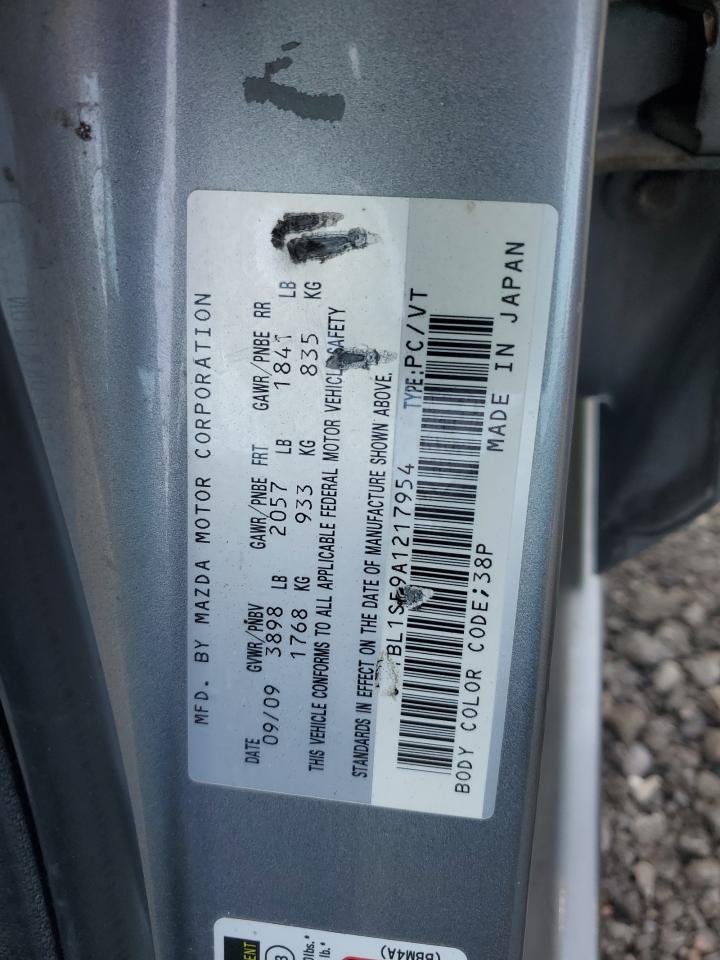 MFD. BY MAZDA MOTOR CORPORATION
DATE GVWR/PNBV GAWR/PNBE FRT GAWR/PNBE RR
09/09 3898 LB 2057 LB 1841 LB
1768 KG 933 KG 835 KG
THIS VEHICLE CONFORMS TO ALL APPLICABLE FEDERAL MOTOR VEHICLE SAFETY
STANDARDS IN EFFECT ON THE DATE OF MANUFACTURE SHOWN ABOVE.
TYPE:PC/VT
BODY COLOR CODE;38P MADE IN JAPAN
(BBM4A)